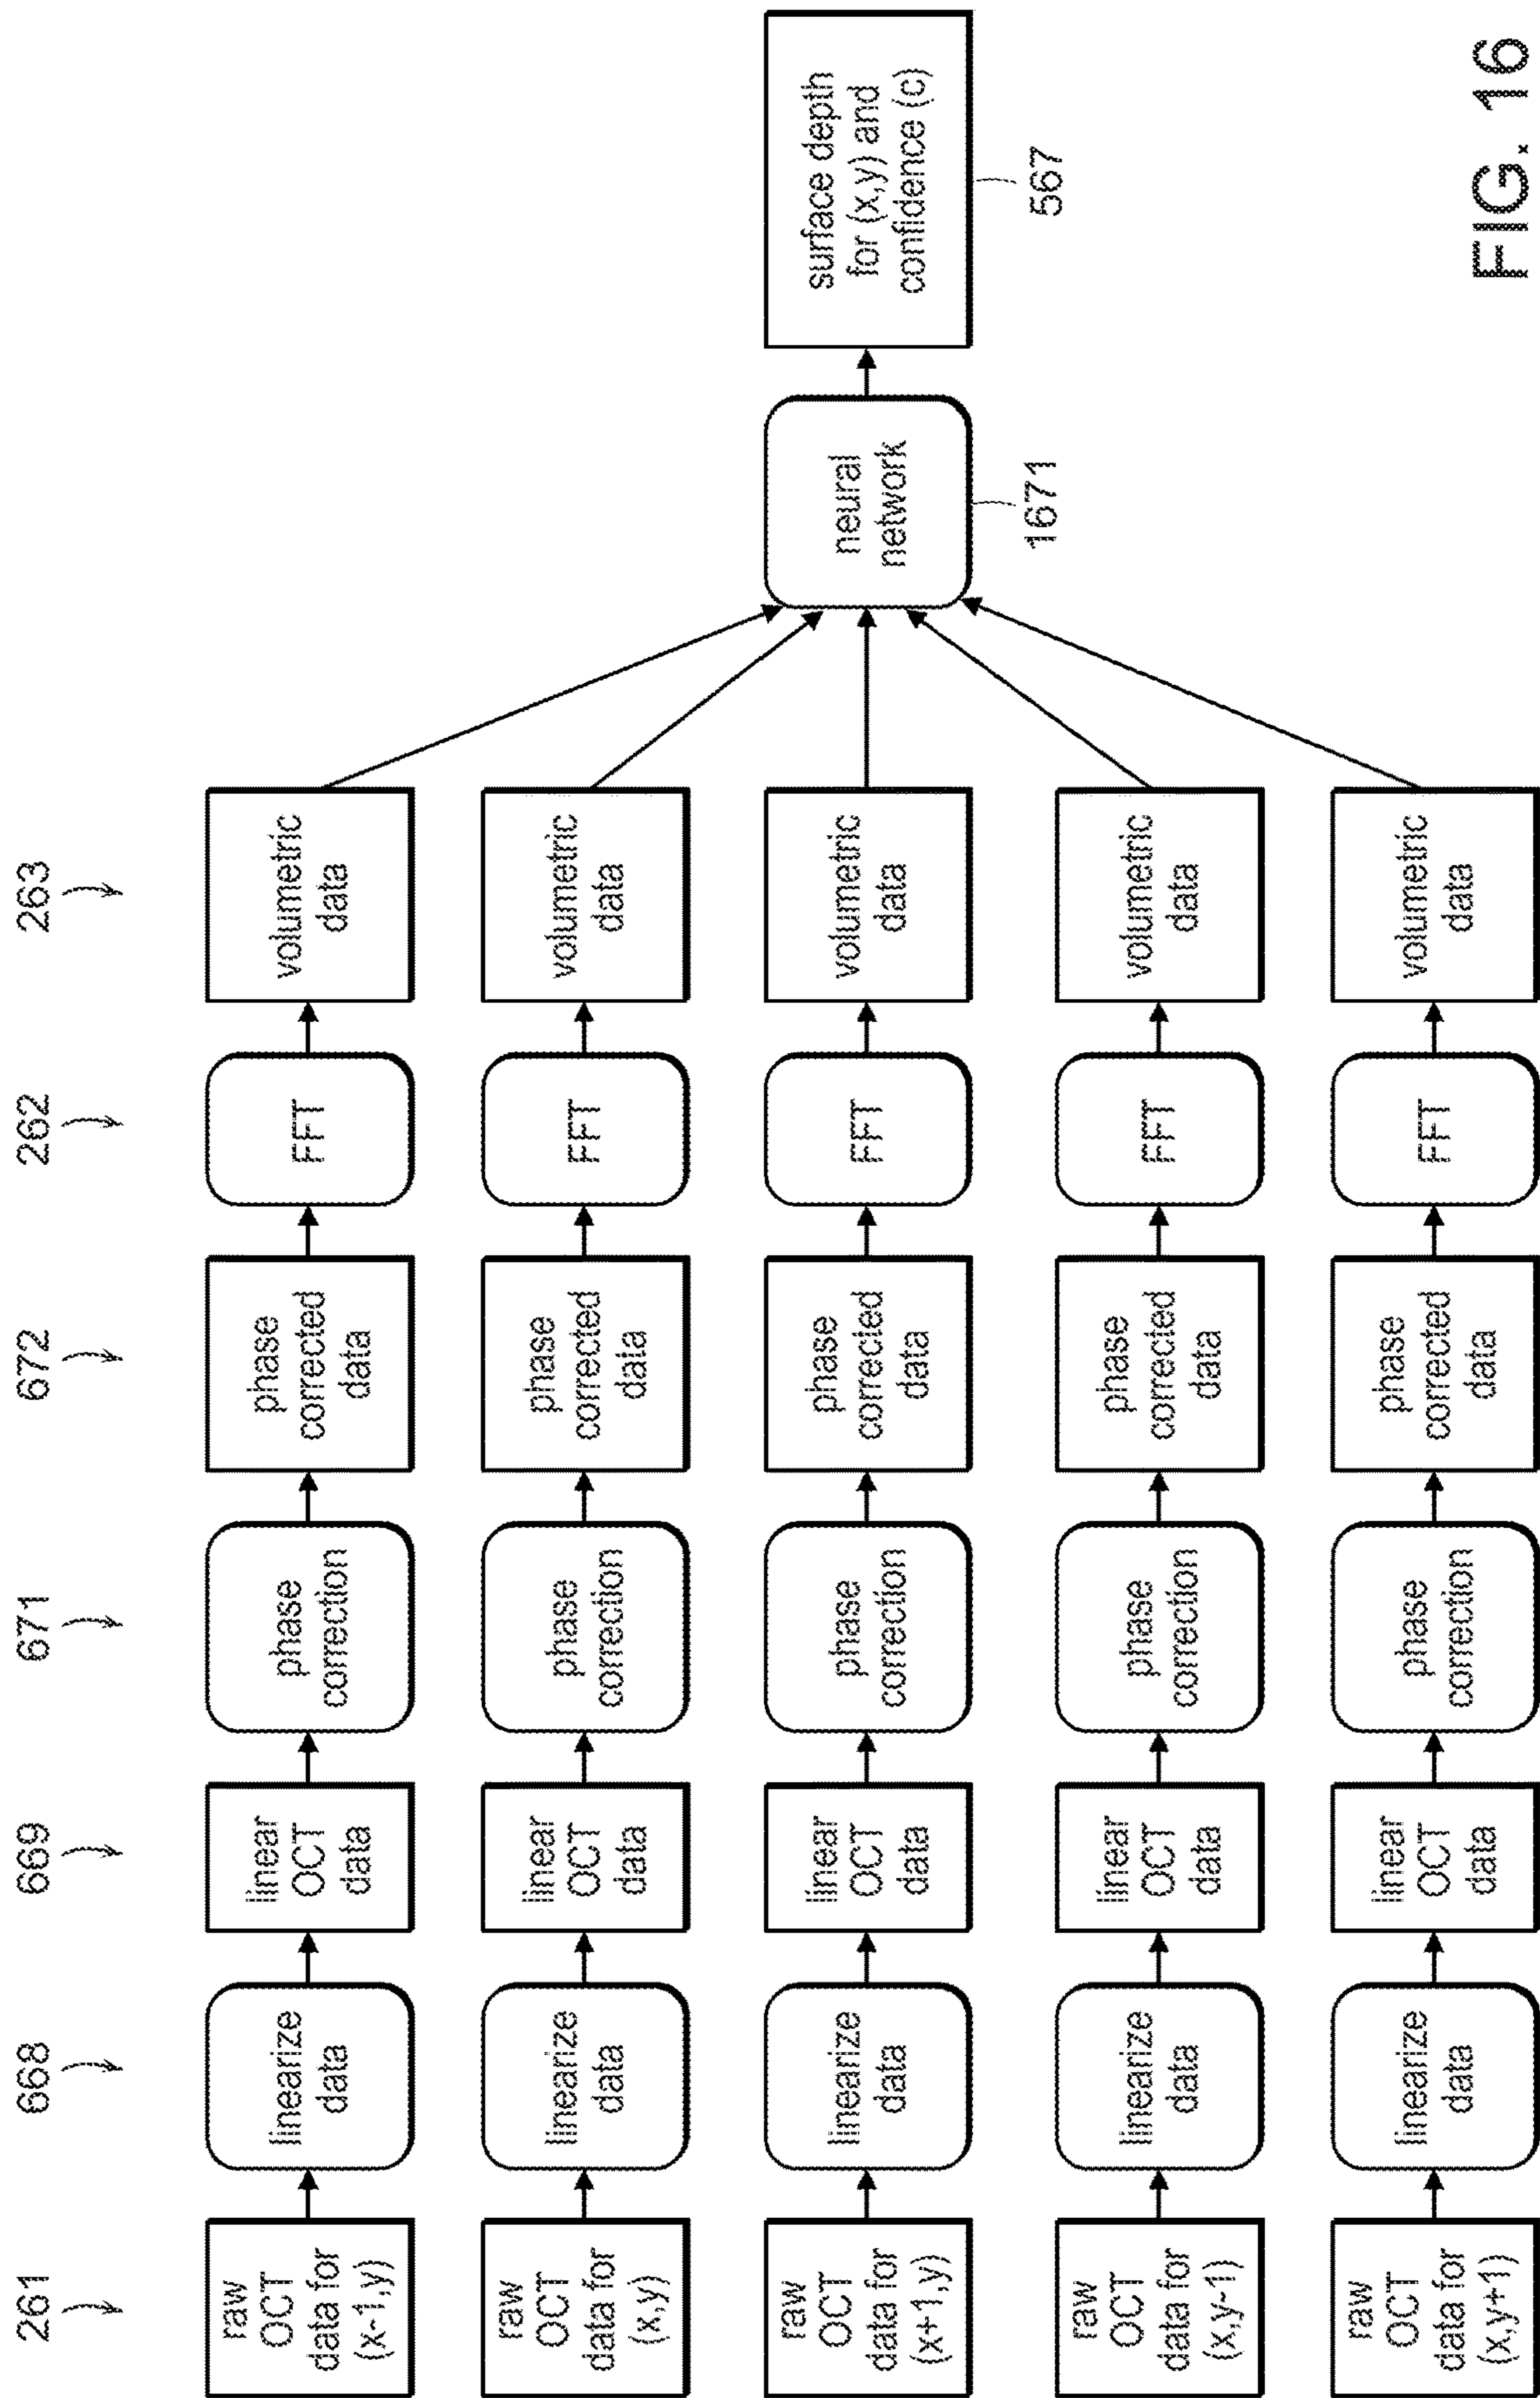 261
668
669
671
672
262
263
raw
OCT
data for
(x-1,y)
linearize
data
linear
OCT
data
phase
correction
phase
corrected
data
FFT
volumetric
data
raw
OCT
data for
(x,y)
linearize
data
linear
OCT
data
phase
correction
phase
corrected
data
FFT
volumetric
data
raw
OCT
data for
(x+1,y)
linearize
data
linear
OCT
data
phase
correction
phase
corrected
data
FFT
volumetric
data
neural
network
1671
surface depth
for (x,y) and
confidence (c)
567
raw
OCT
data for
(x,y-1)
linearize
data
linear
OCT
data
phase
correction
phase
corrected
data
FFT
volumetric
data
raw
OCT
data for
(x,y+1)
linearize
data
linear
OCT
data
phase
correction
phase
corrected
data
FFT
volumetric
data
FIG. 16